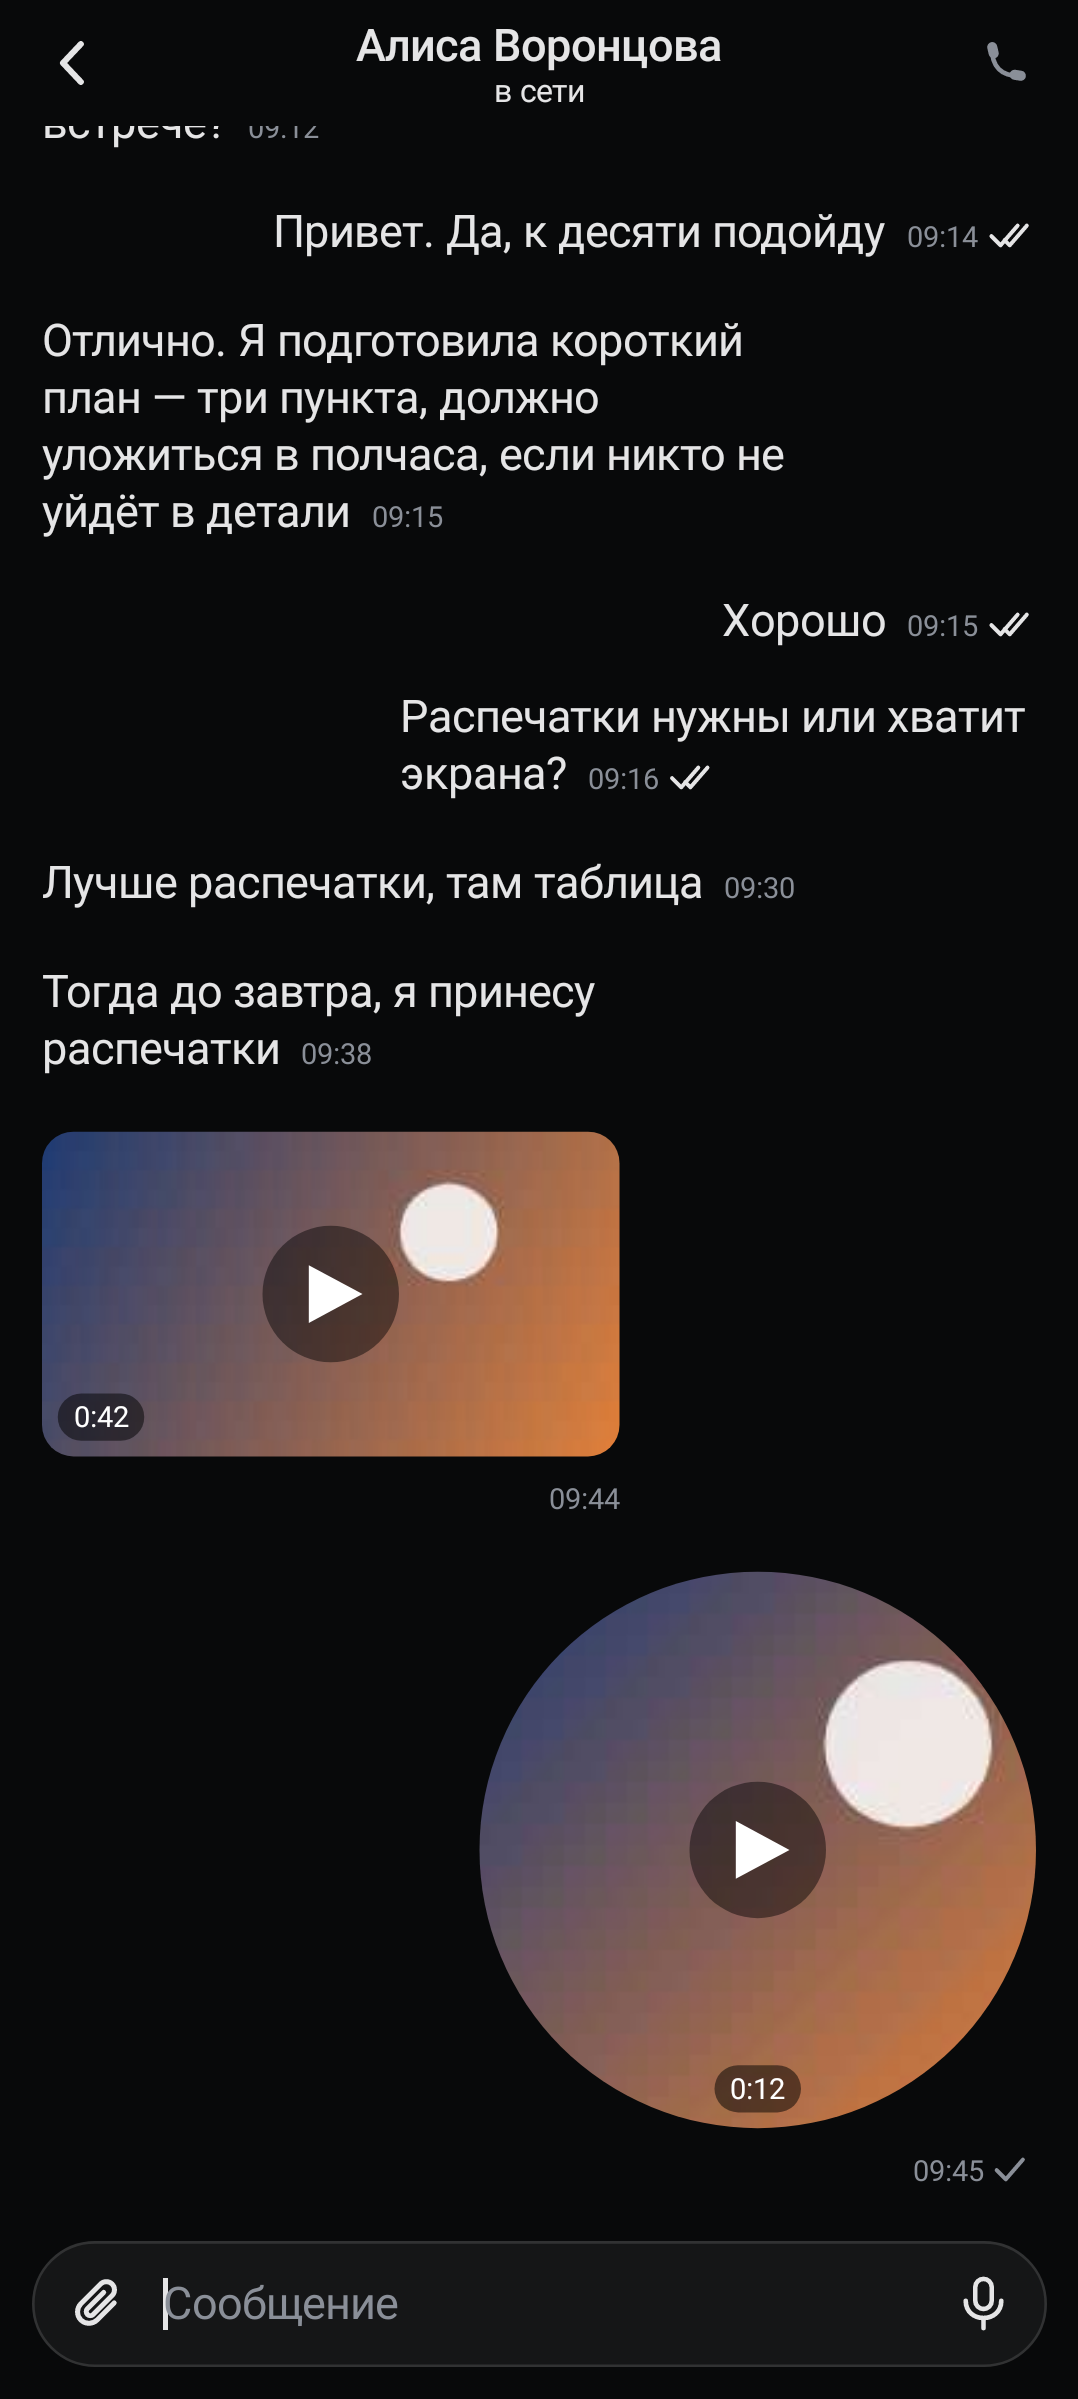 Алиса Воронцова
в сети
встрече? 09:12
Привет. Да, к десяти подойду 09:14
Отлично. Я подготовила короткий
план — три пункта, должно
уложиться в полчаса, если никто не
уйдёт в детали 09:15
Хорошо 09:15
Распечатки нужны или хватит
экрана? 09:16
Лучше распечатки, там таблица 09:30
Тогда до завтра, я принесу
распечатки 09:38
0:42
09:44
0:12
09:45
Сообщение